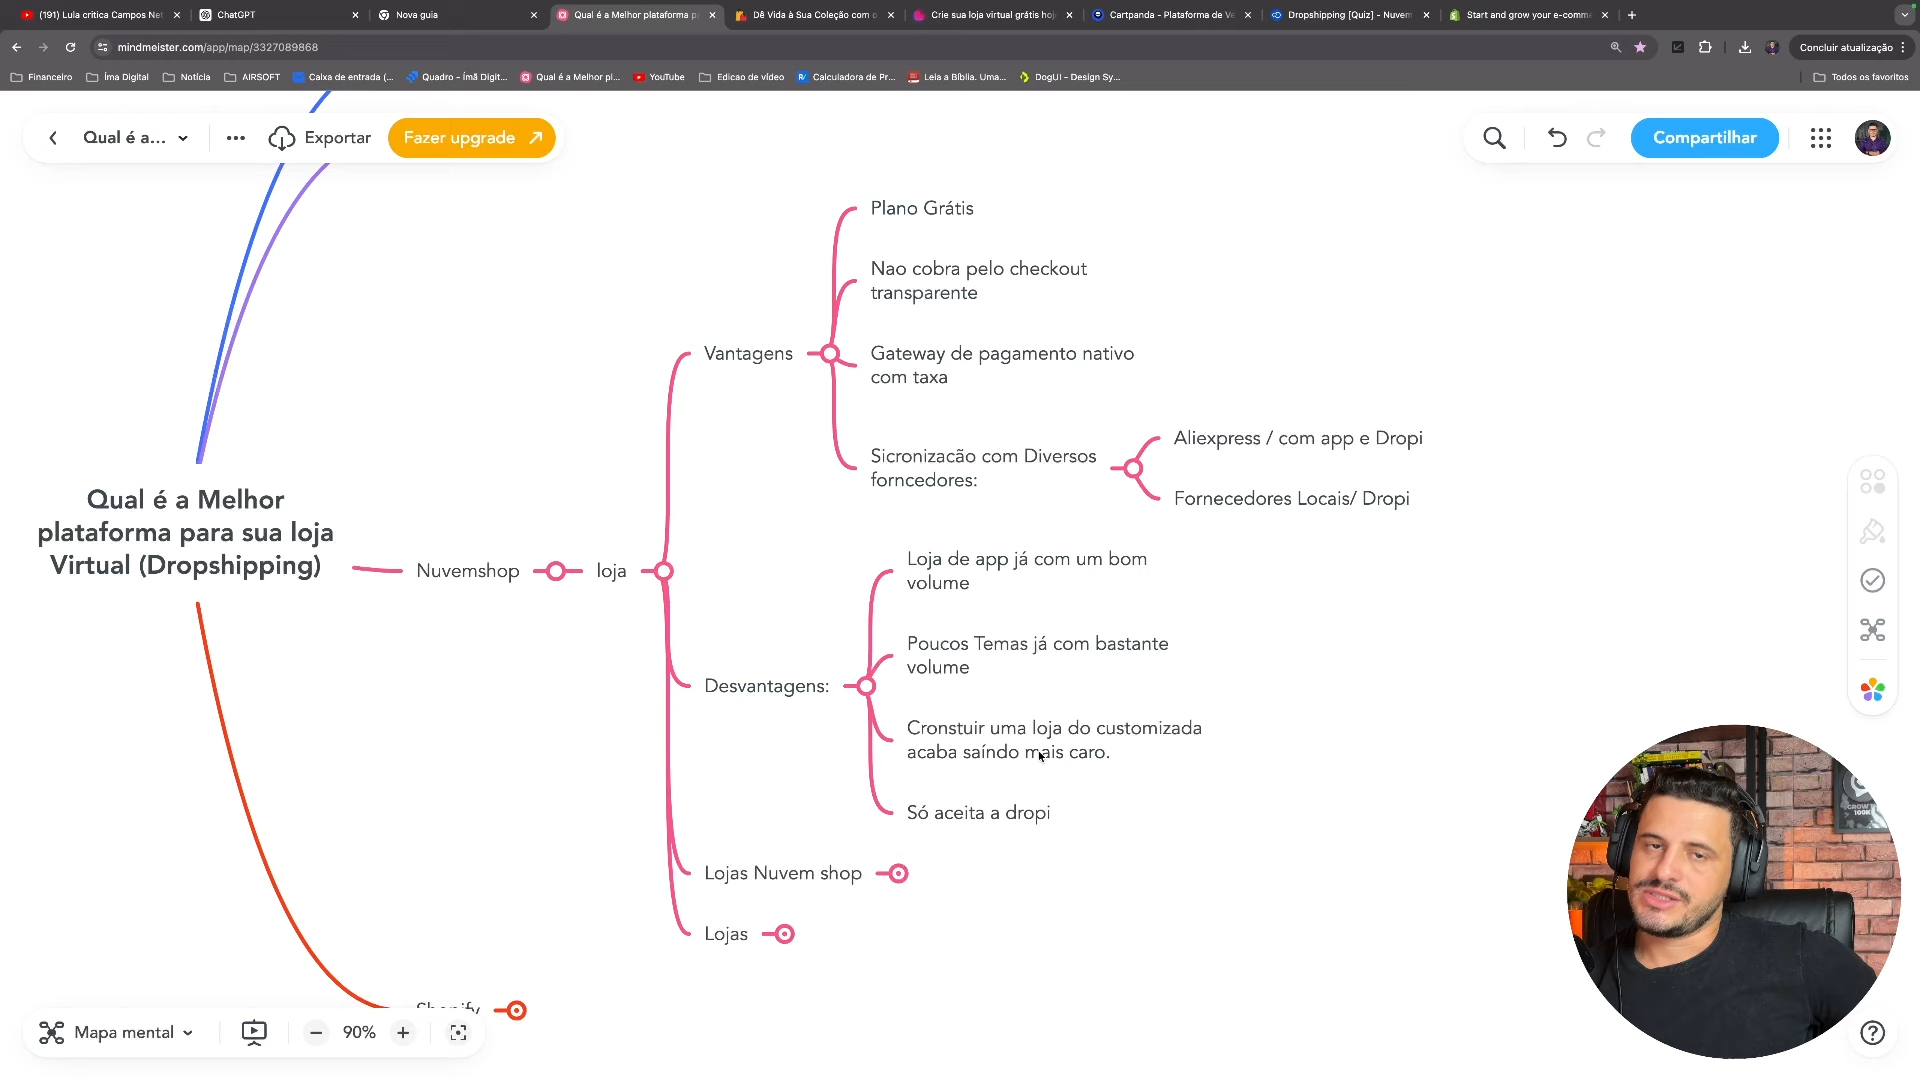 (191) Lula critica Campos Net
ChatGPT
Nova guia
Qual é a Melhor plataforma p
Dê Vida à Sua Coleção com o
Crie sua loja virtual grátis hoj
Cartpanda - Plataforma de Ve
Dropshipping [Quiz] - Nuvem
Start and grow your e-comme
mindmeister.com/app/map/3327089868
Concluir atualização
Financeiro
Íma Digital
Notícia
AIRSOFT
Caixa de entrada (...
Quadro - Ímã Digit...
Qual é a Melhor pl...
YouTube
Edicao de vídeo
Calculadora de Pr...
Leia a Bíblia. Uma...
DogUI - Design Sy...
Todos os favoritos
Qual é a...
Exportar
Fazer upgrade
Compartilhar
Plano Grátis
Nao cobra pelo checkout
transparente
Vantagens
Gateway de pagamento nativo
com taxa
Sicronizacão com Diversos
forncedores:
Aliexpress / com app e Dropi
Fornecedores Locais/ Dropi
Qual é a Melhor
plataforma para sua loja
Virtual (Dropshipping)
Nuvemshop
loja
Loja de app já com um bom
volume
Poucos Temas já com bastante
volume
Desvantagens:
Cronstuir uma loja do customizada
acaba saíndo mais caro.
Só aceita a dropi
Lojas Nuvem shop
Lojas
Shopify
Mapa mental
90%
GROWTH
100K